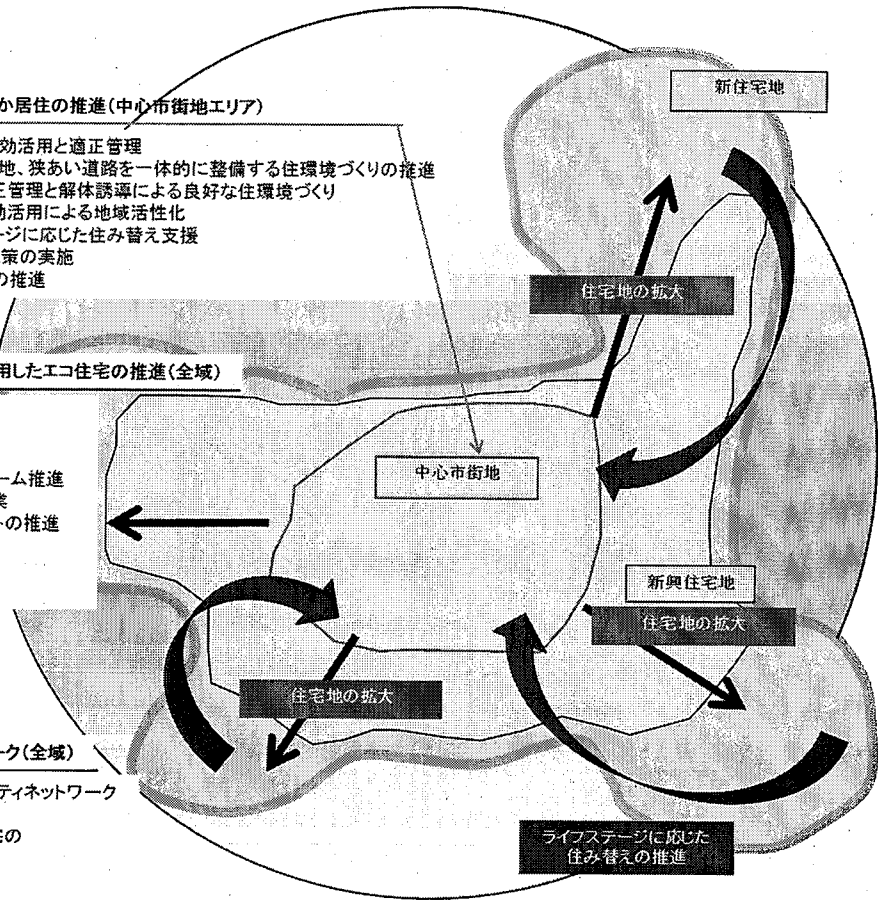 か居住の推進(中心市街地エリア)
効活用と適正管理
地、狭あい道路を一体的に整備する住環境づくりの推進
正管理と解体誘導による良好な住環境づくり
効活用による地域活性化
ージに応じた住み替え支援
策の実施
の推進
新住宅地
住宅地の拡大
用したエコ住宅の推進(全域)
中心市街地
ーム推進
業
トの推進
新興住宅地
住宅地の拡大
住宅地の拡大
ーク(全域)
ティネットワーク
宅の
ライフステージに応じた
住み替えの推進